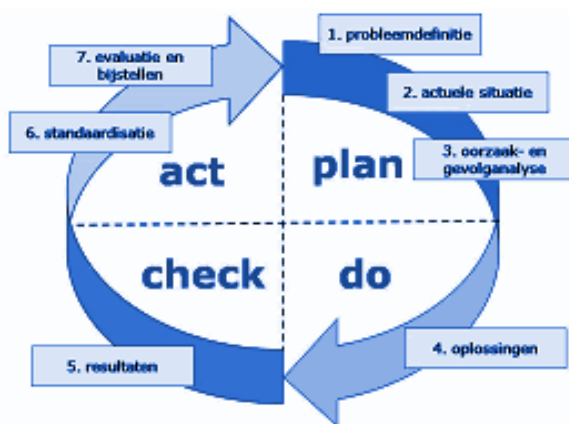 1. probleemdefinitie
2. actuele situatie
3. oorzaak- en
gevolganalyse
4. oplossingen
5. resultaten
6. standaardisatie
7. evaluatie en
bijstellen
act
plan
check
do